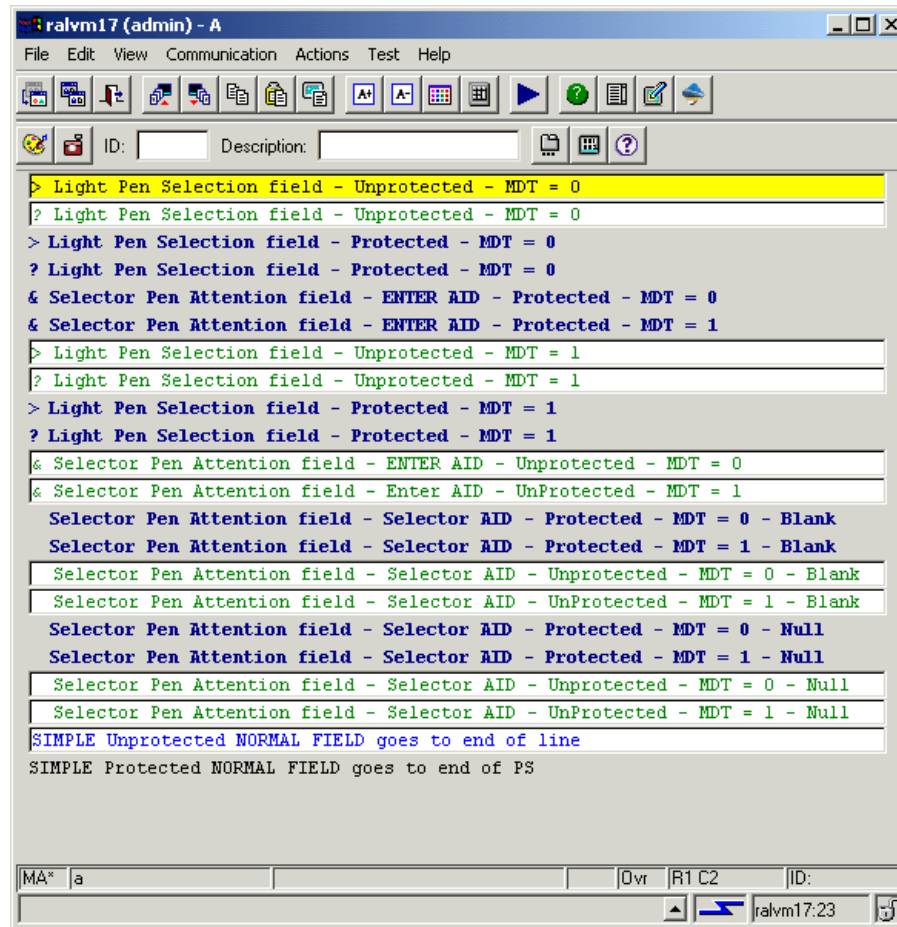 ralvm17 (admin) - A
File Edit View Communication Actions Test Help
A+ A-
ID: Description:
> Light Pen Selection field - Unprotected - MDT = 0
? Light Pen Selection field - Unprotected - MDT = 0
> Light Pen Selection field - Protected - MDT = 0
? Light Pen Selection field - Protected - MDT = 0
& Selector Pen Attention field - ENTER AID - Protected - MDT = 0
& Selector Pen Attention field - ENTER AID - Protected - MDT = 1
> Light Pen Selection field - Unprotected - MDT = 1
? Light Pen Selection field - Unprotected - MDT = 1
> Light Pen Selection field - Protected - MDT = 1
? Light Pen Selection field - Protected - MDT = 1
& Selector Pen Attention field - ENTER AID - Unprotected - MDT = 0
& Selector Pen Attention field - Enter AID - UnProtected - MDT = 1
Selector Pen Attention field - Selector AID - Protected - MDT = 0 - Blank
Selector Pen Attention field - Selector AID - Protected - MDT = 1 - Blank
Selector Pen Attention field - Selector AID - Unprotected - MDT = 0 - Blank
Selector Pen Attention field - Selector AID - UnProtected - MDT = 1 - Blank
Selector Pen Attention field - Selector AID - Protected - MDT = 0 - Null
Selector Pen Attention field - Selector AID - Protected - MDT = 1 - Null
Selector Pen Attention field - Selector AID - Unprotected - MDT = 0 - Null
Selector Pen Attention field - Selector AID - UnProtected - MDT = 1 - Null
SIMPLE Unprotected NORMAL FIELD goes to end of line
SIMPLE Protected NORMAL FIELD goes to end of PS
MA* a Ovr R1 C2 ID:
ralvm17:23